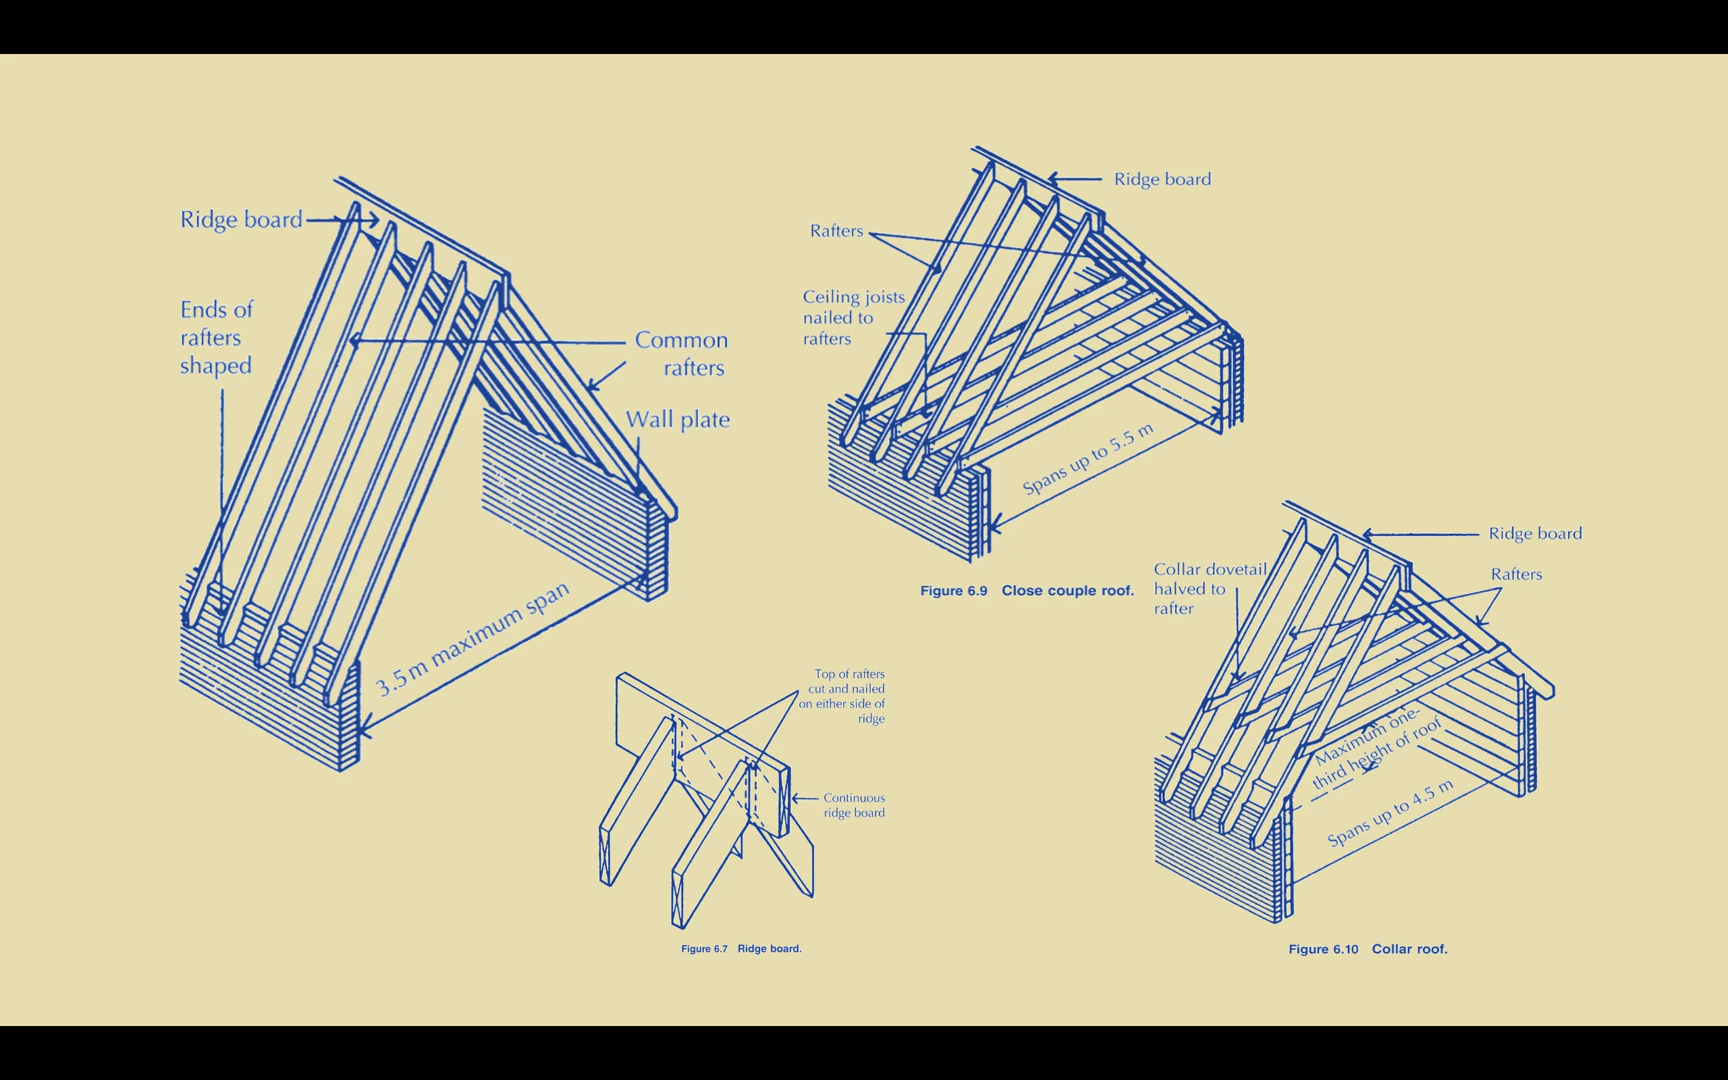 Ridge board
Ends of
rafters
shaped
Common
rafters
Wall plate
3.5 m maximum span
Top of rafters
cut and nailed
on either side of
ridge
Continuous
ridge board
Figure 6.7 Ridge board.
Ridge board
Rafters
Ceiling joists
nailed to
rafters
Spans up to 5.5 m
Figure 6.9 Close couple roof.
Ridge board
Rafters
Collar dovetail
halved to
rafter
Maximum one-
third height of roof
Spans up to 4.5 m
Figure 6.10 Collar roof.